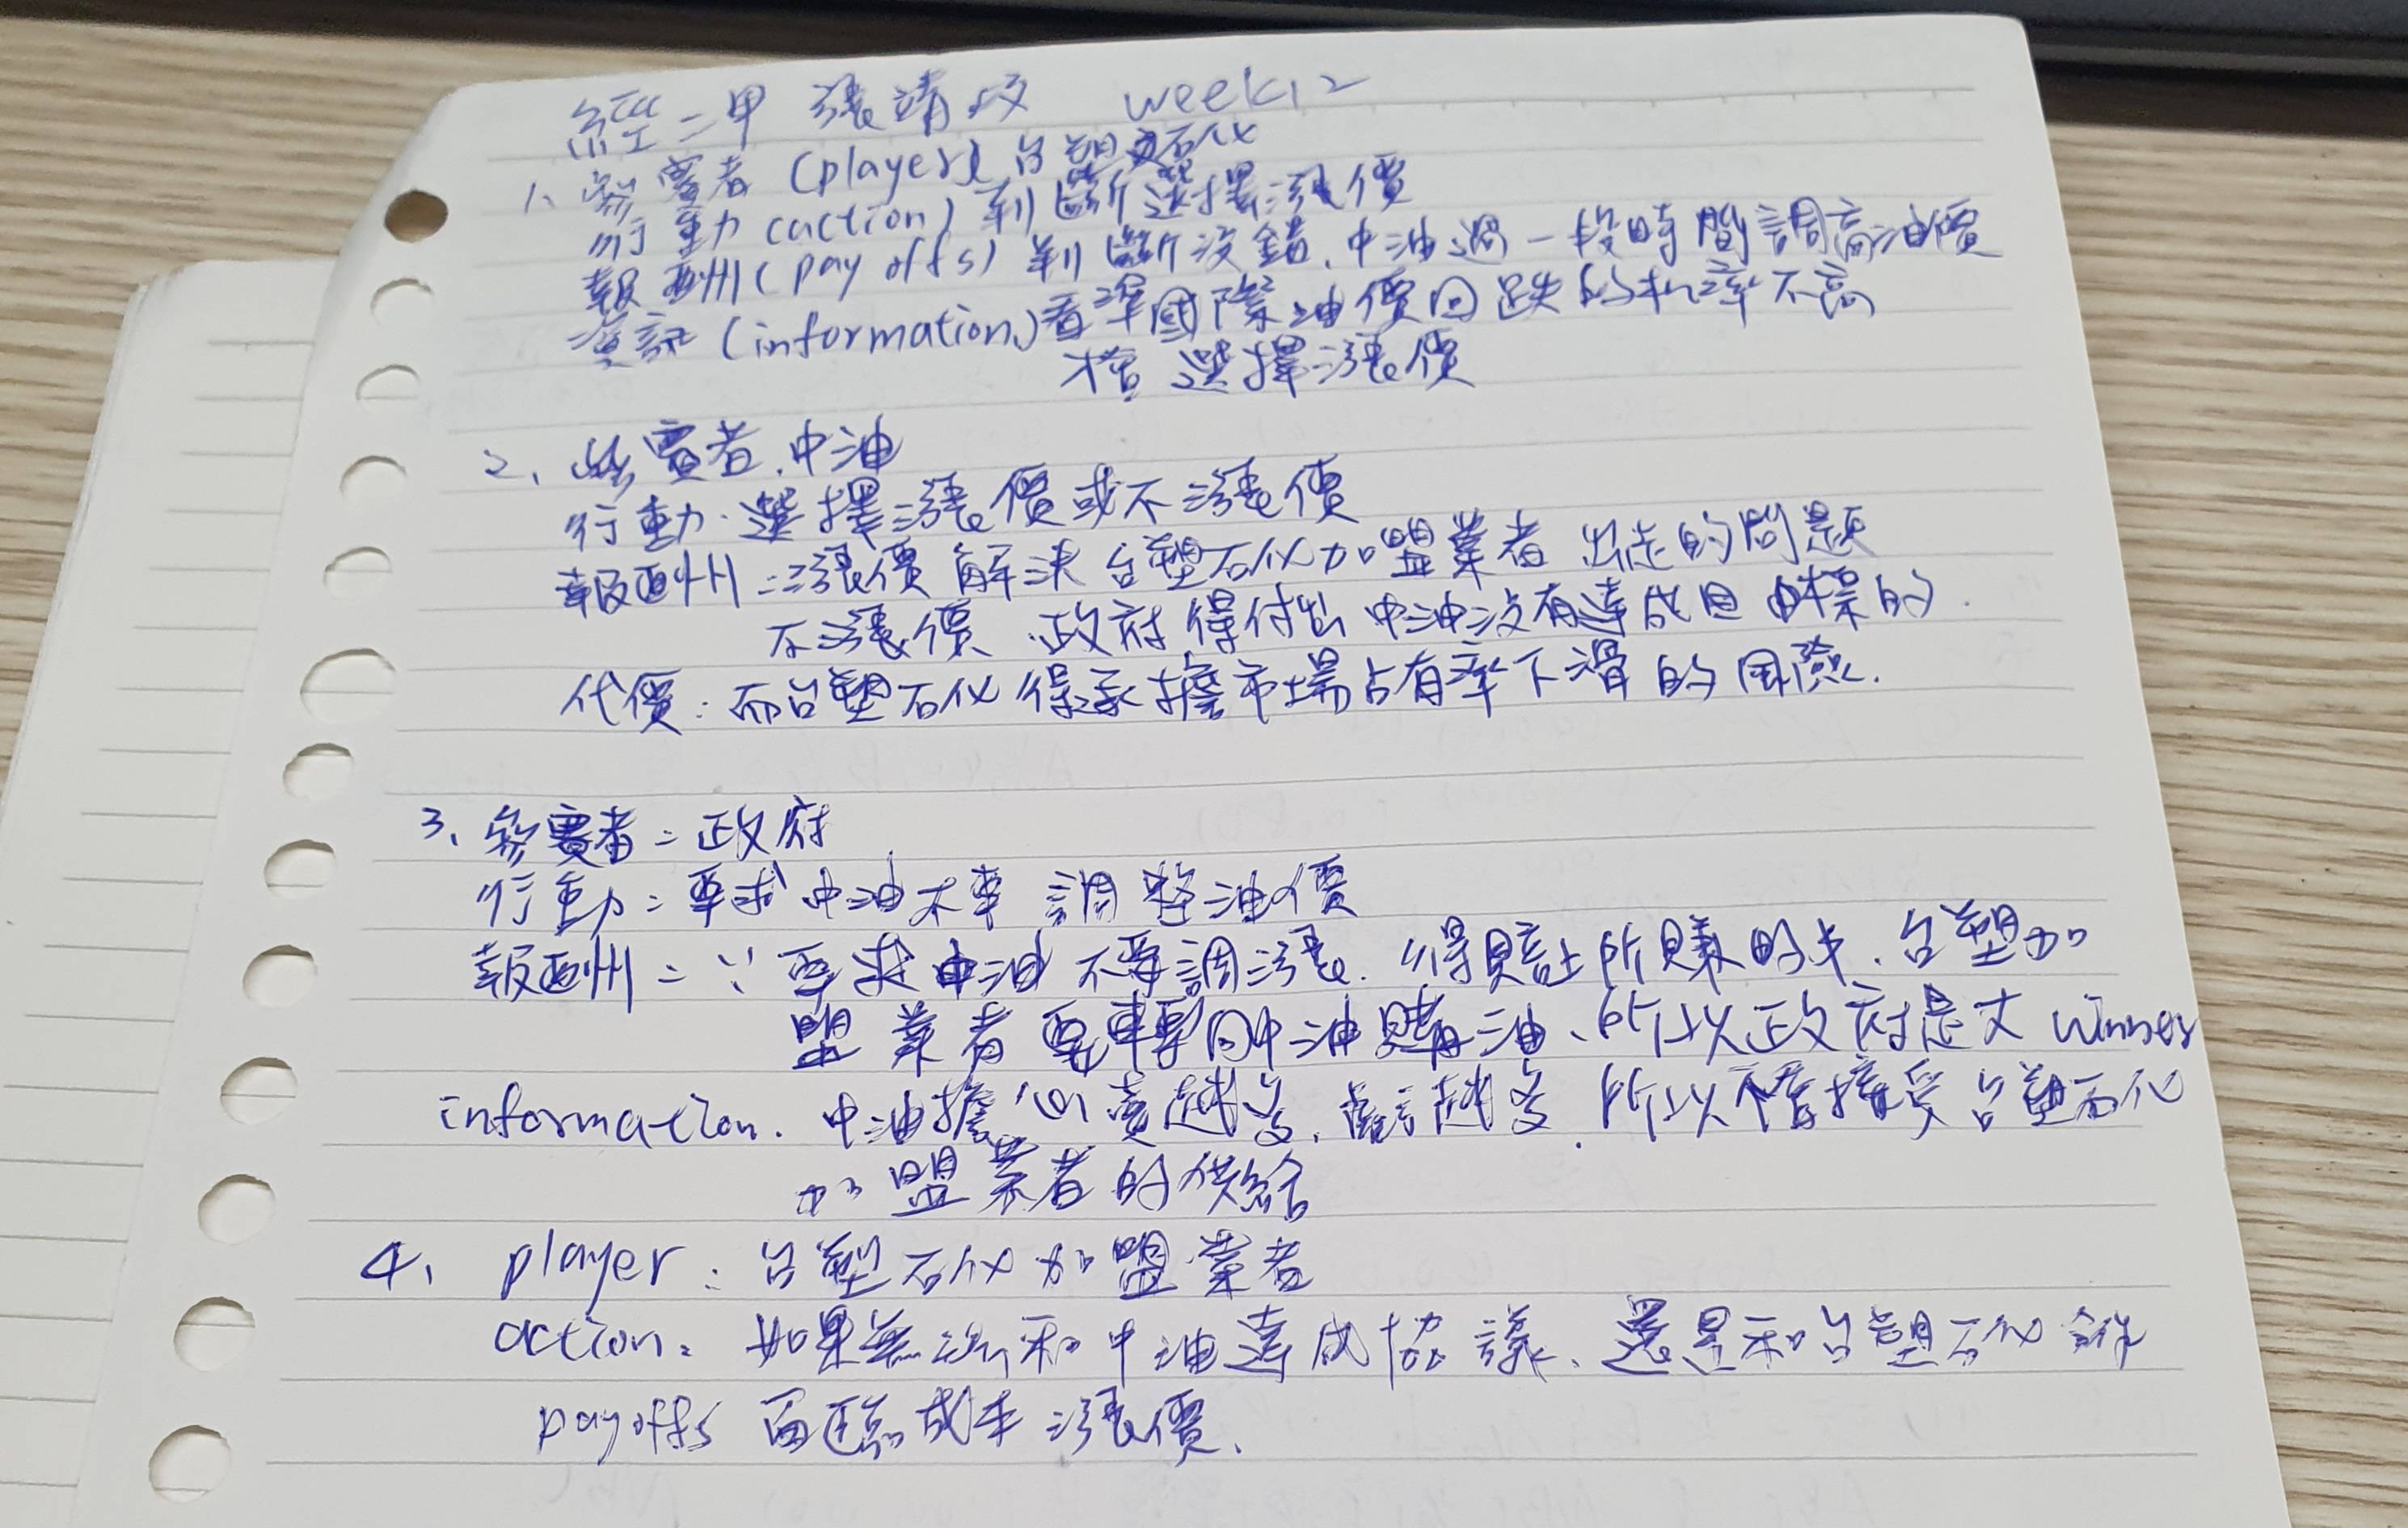 經二甲 張靖 week12
1、參賽者 (player) 台塑石化
行動 (action) 判斷選擇漲價
報酬 (pay offs) 判斷沒錯、中油過一段時間調高油價
資訊 (information) 看準國際油價回跌的机率不高
才會選擇漲價
2、參賽者、中油
行動：選擇漲價或不漲價
報酬：漲價 解決台塑石化加盟業者出走的問題
不漲價、政府得付出中油沒有達成目標的
代價：而台塑石化得承擔市場占有率下滑的風險.
3、參賽者：政府
行動：要求中油不要調整油價
報酬：∵要求中油不要調漲、得賠上所賺的、台塑加
盟業者要轉向中油購油、所以政府是大winner
information. 中油擔心賣越多、虧越多、所以不會接受台塑石化
加盟業者的供給
4、player：台塑石化加盟業者
action：如果無法和中油達成協議、還是和台塑石化合作
payoffs 面臨成本漲價.